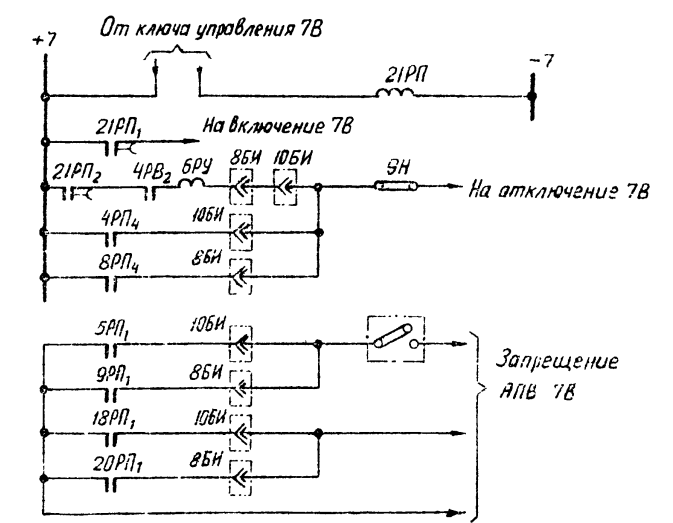 От ключа управления 7В
+7
-7
21РП
21РП₁
На включение 7В
21РП₂
4РВ₂
6РУ
8БИ
10БИ
9Н
На отключение 7В
4РП₄
10БИ
8РП₄
8БИ
5РП₁
10БИ
9РП₁
8БИ
Запрещение
АПВ 7В
18РП₁
10БИ
20РП₁
8БИ